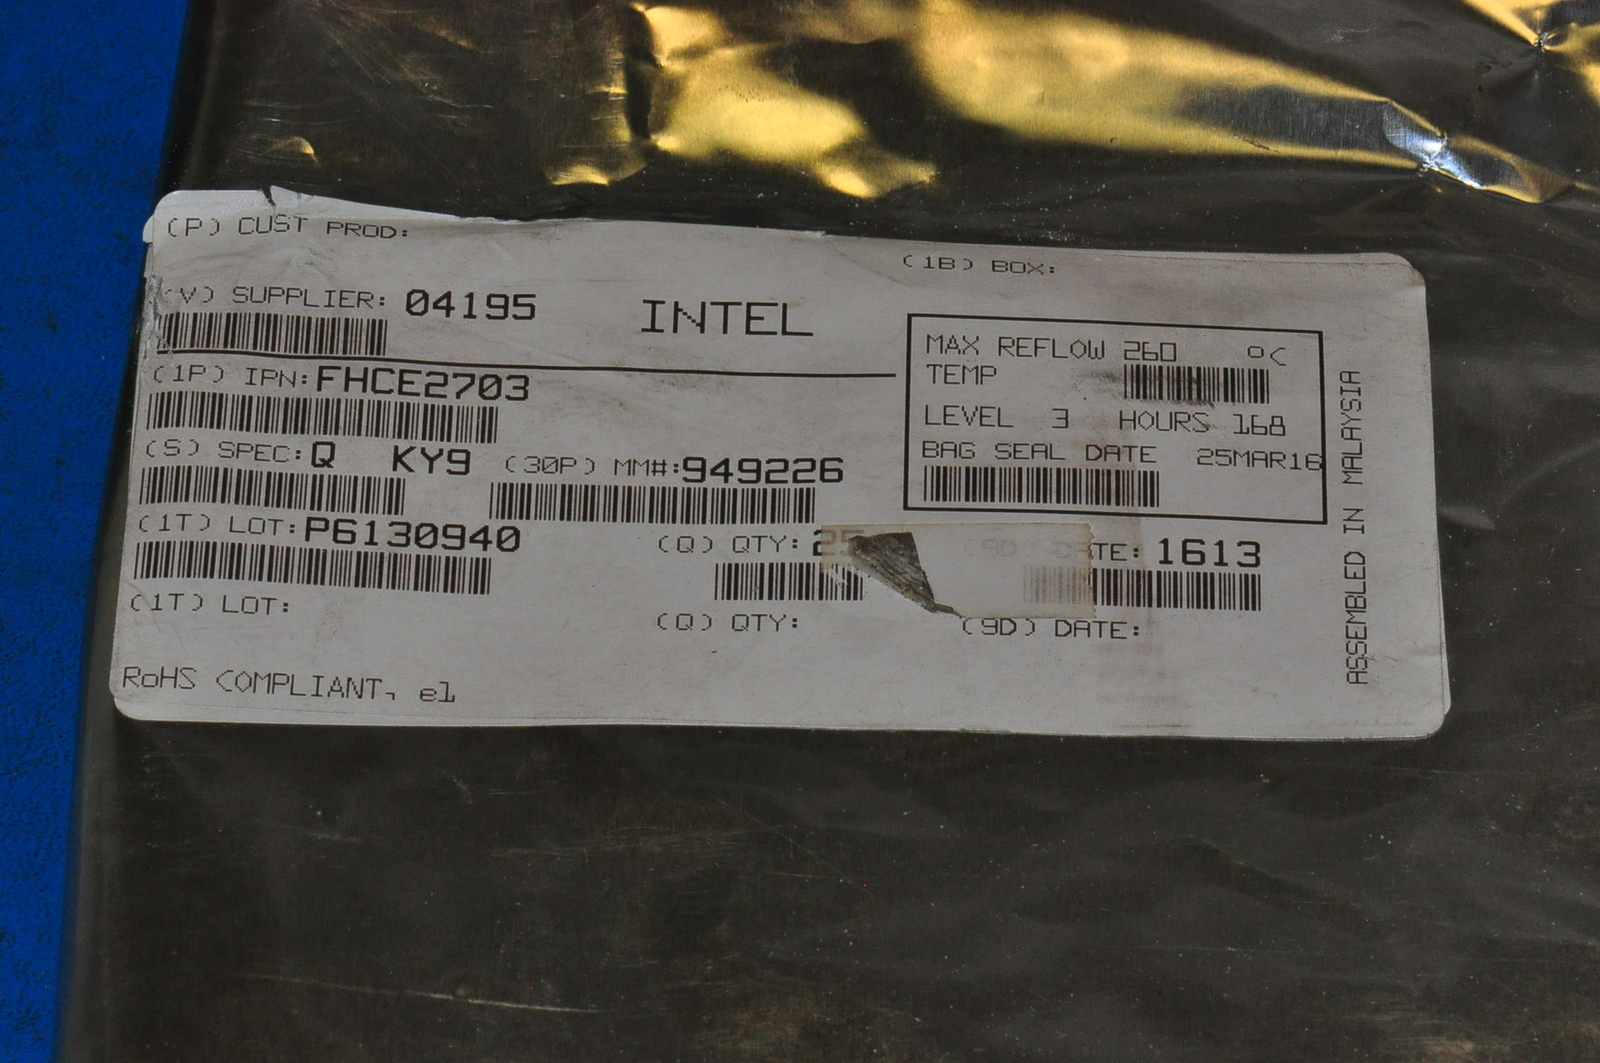 (P) CUST PROD:
(1B) BOX:
(V) SUPPLIER: 04195 INTEL
MAX REFLOW 260 °C
TEMP
(1P) IPN: FHCE2703
LEVEL 3 HOURS 168
BAG SEAL DATE 25MAR16
(S) SPEC: Q KY9 (30P) MM#: 949226
(1T) LOT: P6130940 (Q) QTY: (9D) DATE: 1613
(1T) LOT: (Q) QTY: (9D) DATE:
RoHS COMPLIANT, e1
ASSEMBLED IN MALAYSIA